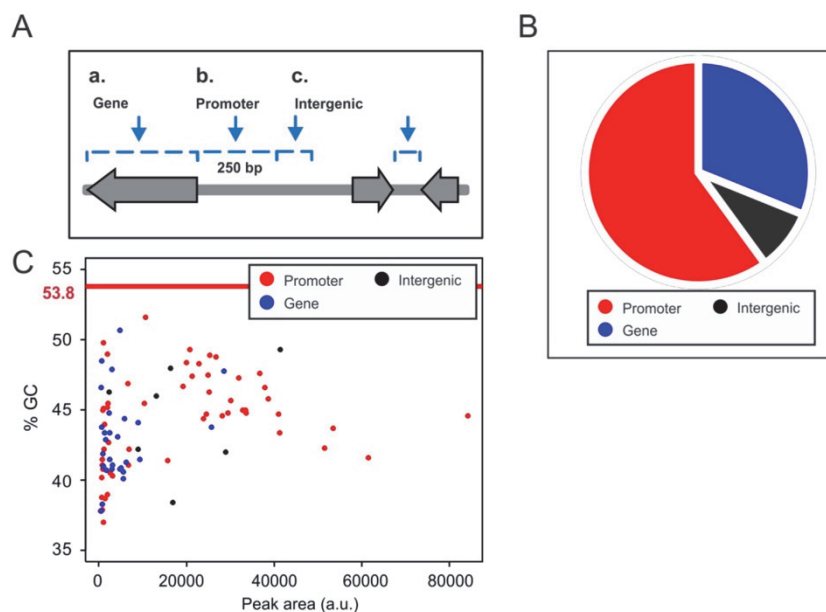 A
a.
b.
c.
Gene
Promoter
Intergenic
250 bp
B
Promoter
Intergenic
Gene
C
55
53.8
50
45
40
35
% GC
Promoter
Intergenic
Gene
0
20000
40000
60000
80000
Peak area (a.u.)